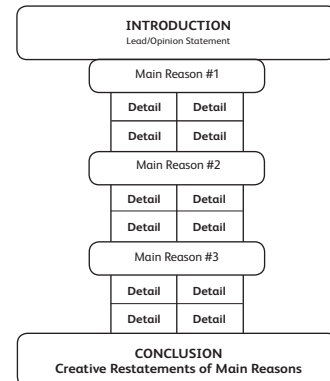 INTRODUCTION
Lead/Opinion Statement
Main Reason #1
Detail Detail
Detail Detail
Main Reason #2
Detail Detail
Detail Detail
Main Reason #3
Detail Detail
Detail Detail
CONCLUSION
Creative Restatements of Main Reasons